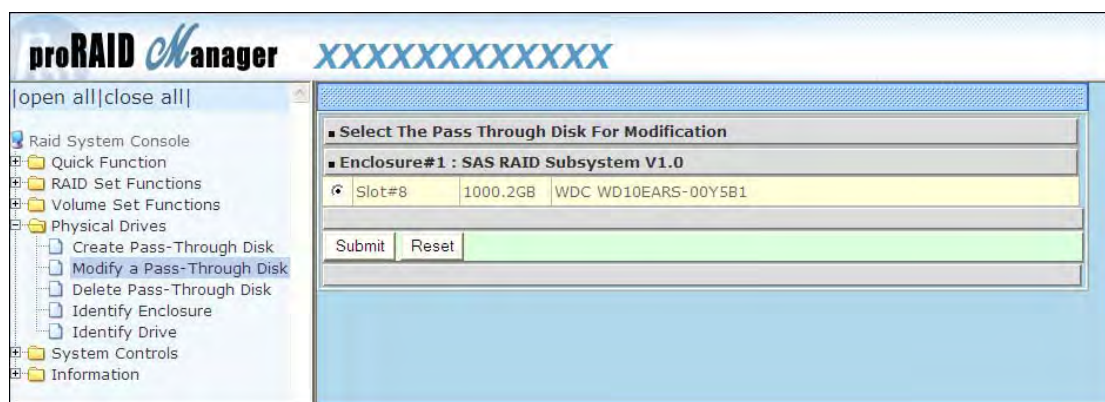 proRAID Manager XXXXXXXXXXXXX
|open all|close all|
Raid System Console
Quick Function
RAID Set Functions
Volume Set Functions
Physical Drives
Create Pass-Through Disk
Modify a Pass-Through Disk
Delete Pass-Through Disk
Identify Enclosure
Identify Drive
System Controls
Information
Select The Pass Through Disk For Modification
Enclosure#1 : SAS RAID Subsystem V1.0
Slot#8 1000.2GB WDC WD10EARS-00Y5B1
Submit Reset